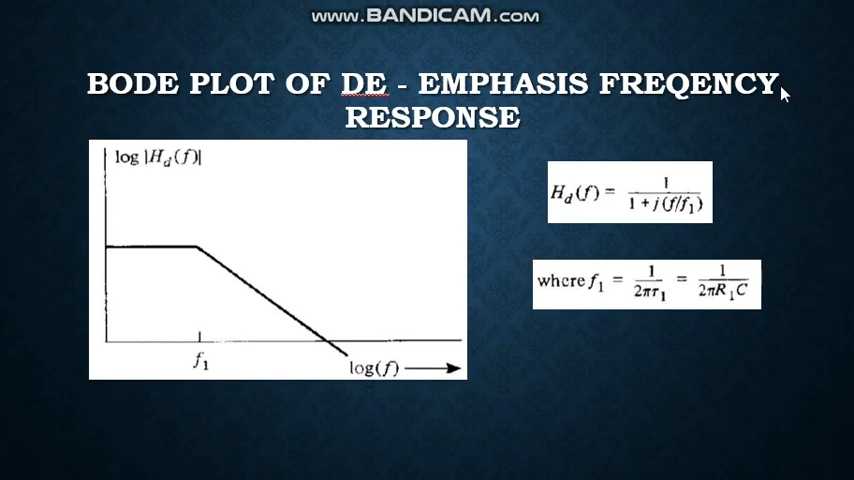 WWW.BANDICAM.COM
BODE PLOT OF DE - EMPHASIS FREQENCY
RESPONSE
log |H_d(f)|
f_1
log(f)
H_d(f) = 1 / (1 + j(f/f_1))
where f_1 = 1 / (2πτ_1) = 1 / (2πR_1C)